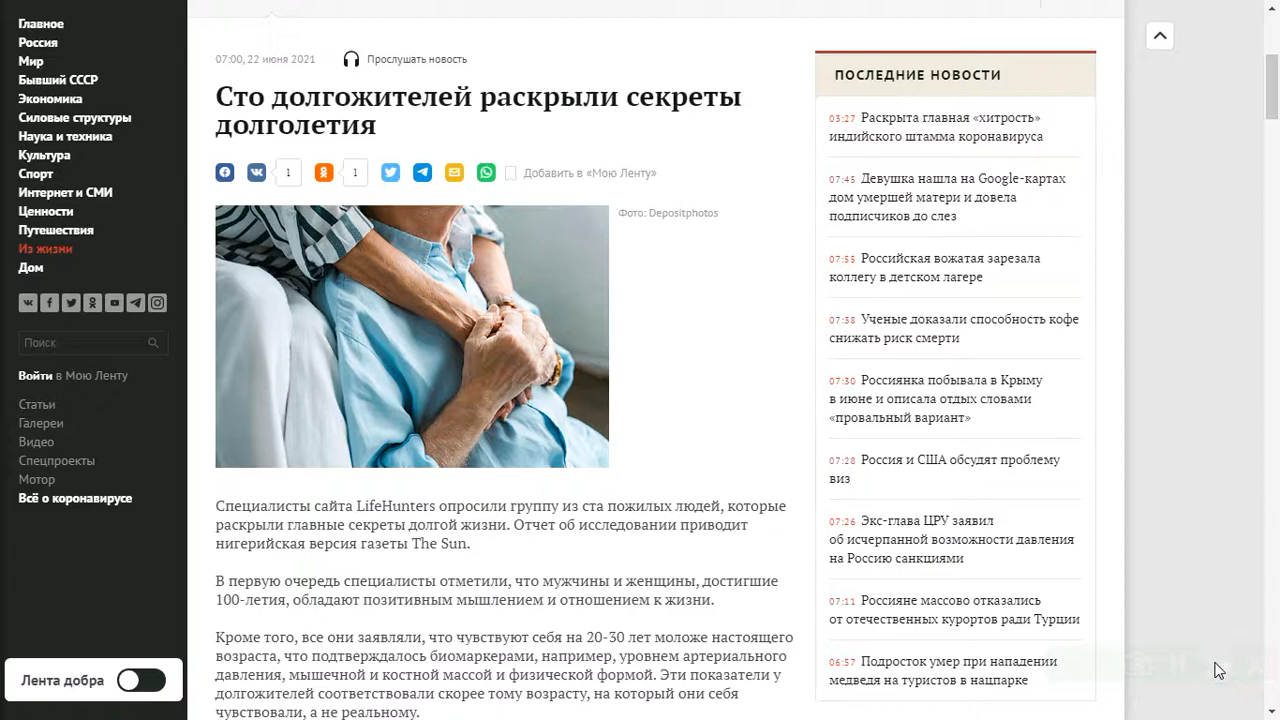 Главное
Россия
Мир
Бывший СССР
Экономика
Силовые структуры
Наука и техника
Культура
Спорт
Интернет и СМИ
Ценности
Путешествия
Из жизни
Дом
Поиск
Войти в Мою Ленту
Статьи
Галереи
Видео
Спецпроекты
Мотор
Всё о коронавирусе
Лента добра
07:00, 22 июня 2021
Прослушать новость
Сто долгожителей раскрыли секреты
долголетия
1
1
Добавить в «Мою Ленту»
Фото: Depositphotos
Специалисты сайта LifeHunters опросили группу из ста пожилых людей, которые
раскрыли главные секреты долгой жизни. Отчет об исследовании приводит
нигерийская версия газеты The Sun.
В первую очередь специалисты отметили, что мужчины и женщины, достигшие
100-летия, обладают позитивным мышлением и отношением к жизни.
Кроме того, все они заявляли, что чувствуют себя на 20-30 лет моложе настоящего
возраста, что подтверждалось биомаркерами, например, уровнем артериального
давления, мышечной и костной массой и физической формой. Эти показатели у
долгожителей соответствовали скорее тому возрасту, на который они себя
чувствовали, а не реальному.
ПОСЛЕДНИЕ НОВОСТИ
03:27 Раскрыта главная «хитрость»
индийского штамма коронавируса
07:45 Девушка нашла на Google-картах
дом умершей матери и довела
подписчиков до слез
07:55 Российская вожатая зарезала
коллегу в детском лагере
07:38 Ученые доказали способность кофе
снижать риск смерти
07:30 Россиянка побывала в Крыму
в июне и описала отдых словами
«провальный вариант»
07:28 Россия и США обсудят проблему
виз
07:26 Экс-глава ЦРУ заявил
об исчерпанной возможности давления
на Россию санкциями
07:11 Россияне массово отказались
от отечественных курортов ради Турции
06:57 Подросток умер при нападении
медведя на туристов в нацпарке